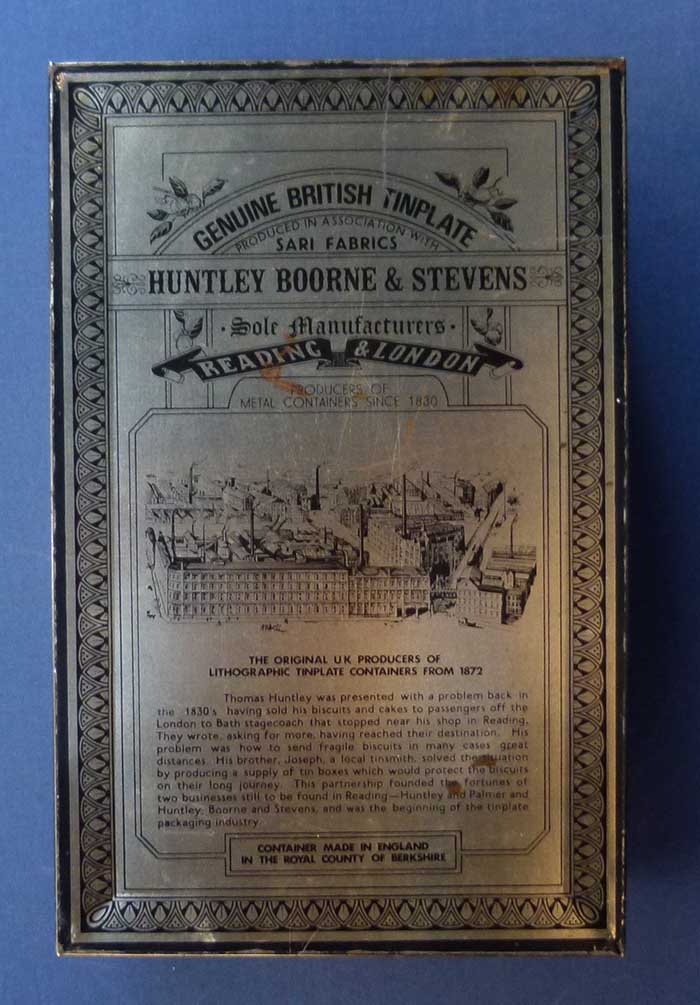 GENUINE BRITISH TINPLATE
PRODUCED IN ASSOCIATION WITH
SARI FABRICS
HUNTLEY BOORNE & STEVENS
· Sole Manufacturers ·
READING & LONDON
PRODUCERS OF
METAL CONTAINERS SINCE 1830
THE ORIGINAL U.K PRODUCERS OF
LITHOGRAPHIC TINPLATE CONTAINERS FROM 1872
Thomas Huntley was presented with a problem back in
the 1830's having sold his biscuits and cakes to passengers off the
London to Bath stagecoach that stopped near his shop in Reading.
They wrote, asking for more, having reached their destination. His
problem was how to send fragile biscuits in many cases great
distances. His brother, Joseph, a local tinsmith, solved the situation
by producing a supply of tin boxes which would protect the biscuits
on their long journey. This partnership founded the fortunes of
two businesses still to be found in Reading—Huntley and Palmer and
Huntley, Boorne and Stevens, and was the beginning of the tinplate
packaging industry.
CONTAINER MADE IN ENGLAND
IN THE ROYAL COUNTY OF BERKSHIRE